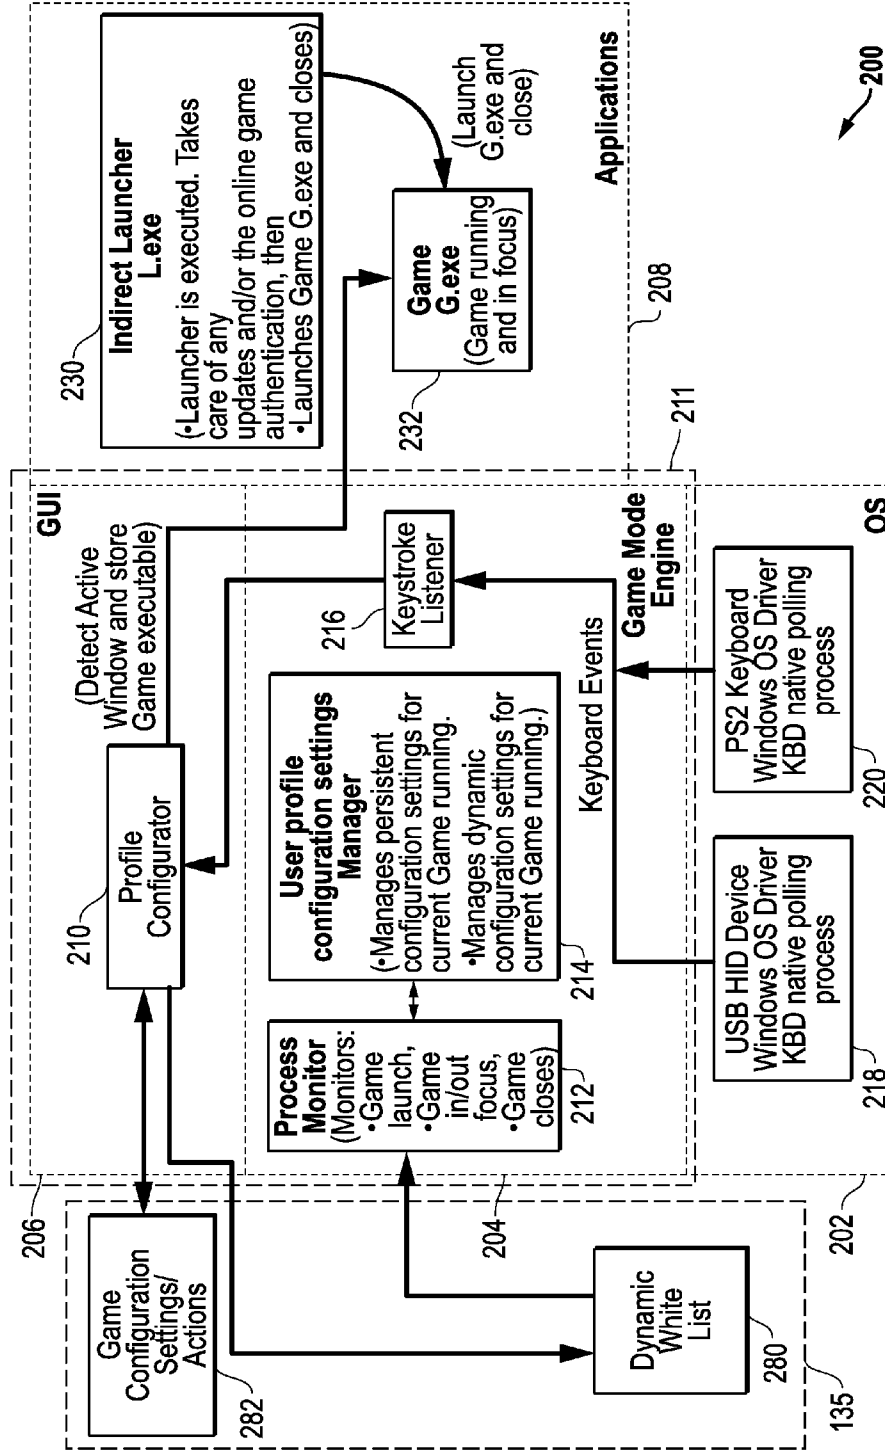 206
GUI
Game
Configuration
Settings/
Actions
282
210
Profile
Configurator
(Detect Active
Window and store
Game executable)
230
Indirect Launcher
L.exe
(•Launcher is executed. Takes
care of any
updates and/or the online game
authentication, then
•Launches Game G.exe and closes)
Process
Monitor
(Monitors:
•Game
launch,
•Game
in/out
focus,
•Game
closes)
212
User profile
configuration settings
Manager
(•Manages persistent
configuration settings for
current Game running.
•Manages dynamic
configuration settings for
current Game running.)
214
216
Keystroke
Listener
232
Game
G.exe
(Game running
and in focus)
(Launch
G.exe and
close)
204
Keyboard Events
Game Mode
Engine
211
208
Applications
Dynamic
White
List
280
135
202
USB HID Device
Windows OS Driver
KBD native polling
process
218
PS2 Keyboard
Windows OS Driver
KBD native polling
process
220
OS
200